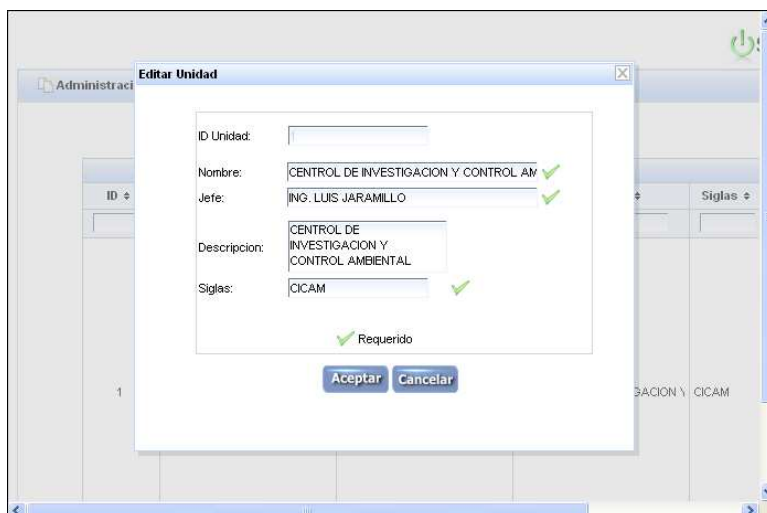 Editar Unidad
Administraci
ID Unidad:
1
Nombre: CENTROL DE INVESTIGACION Y CONTROL AM
Jefe: ING. LUIS JARAMILLO
Descripcion: CENTROL DE
INVESTIGACION Y
CONTROL AMBIENTAL
Siglas: CICAM
Requerido
Aceptar Cancelar
ID Siglas
1 GACION Y CICAM